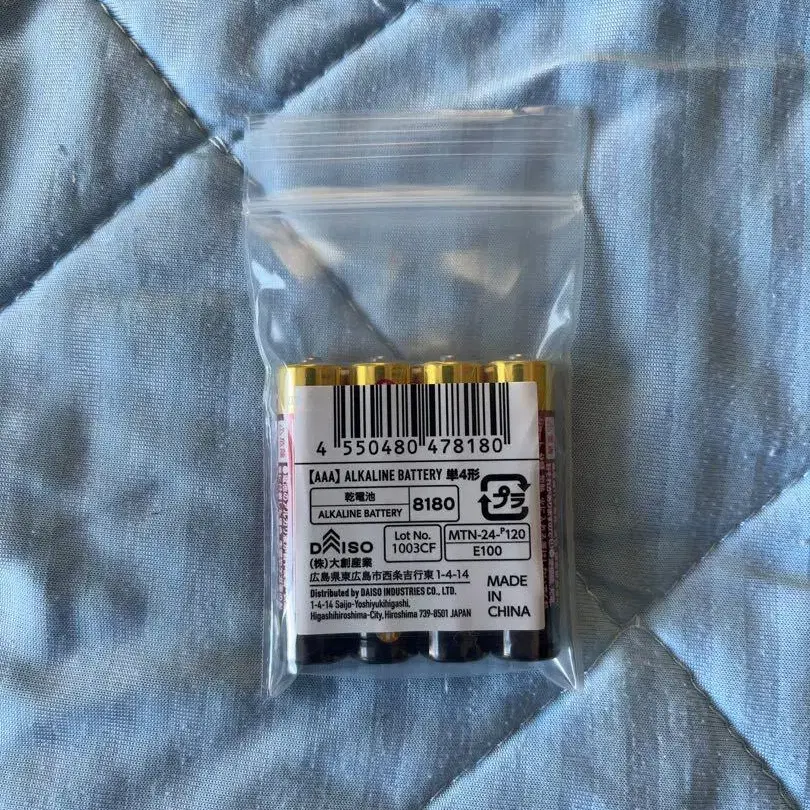 4 550480 478180
【AAA】ALKALINE BATTERY 単4形
乾電池
ALKALINE BATTERY
8180
プラ
DAISO
Lot No.
1003CF
MTN-24-P120
E100
(株)大創産業
広島県東広島市西条吉行東1-4-14
Distributed by DAISO INDUSTRIES CO., LTD.
1-4-14 Saijo-Yoshiyukihigashi,
Higashihiroshima-City, Hiroshima 739-8501 JAPAN
MADE
IN
CHINA